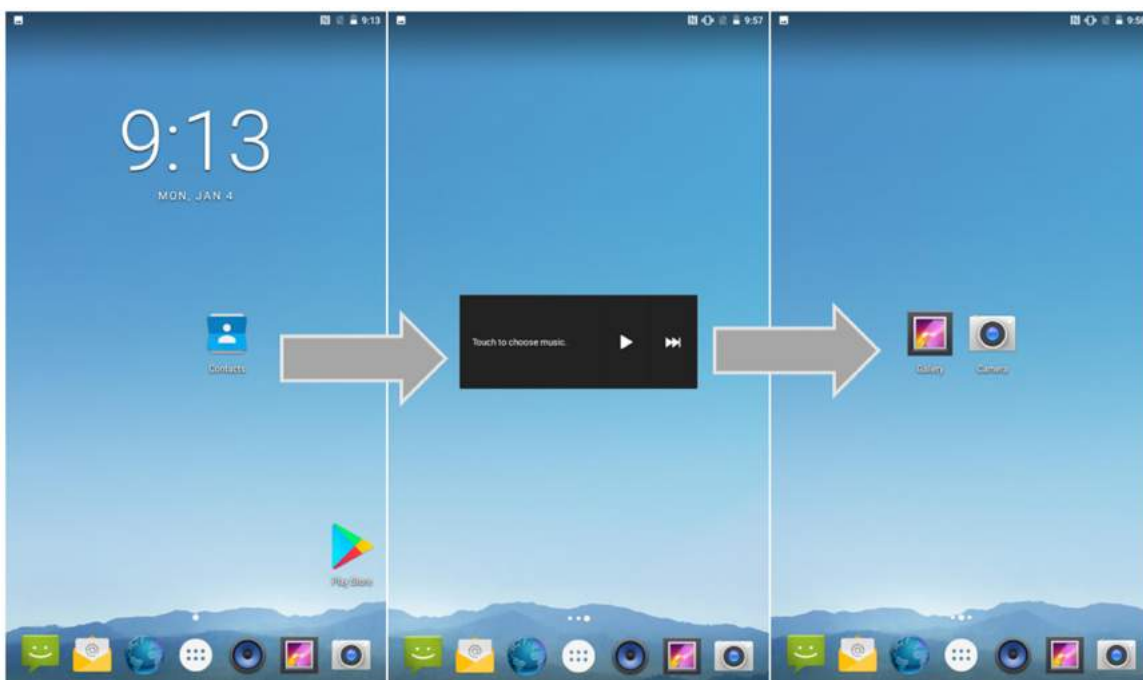 9:13
9:13
MON, JAN 4
Contacts
Play Store
9:57
Touch to choose music.
Gallery
Camera